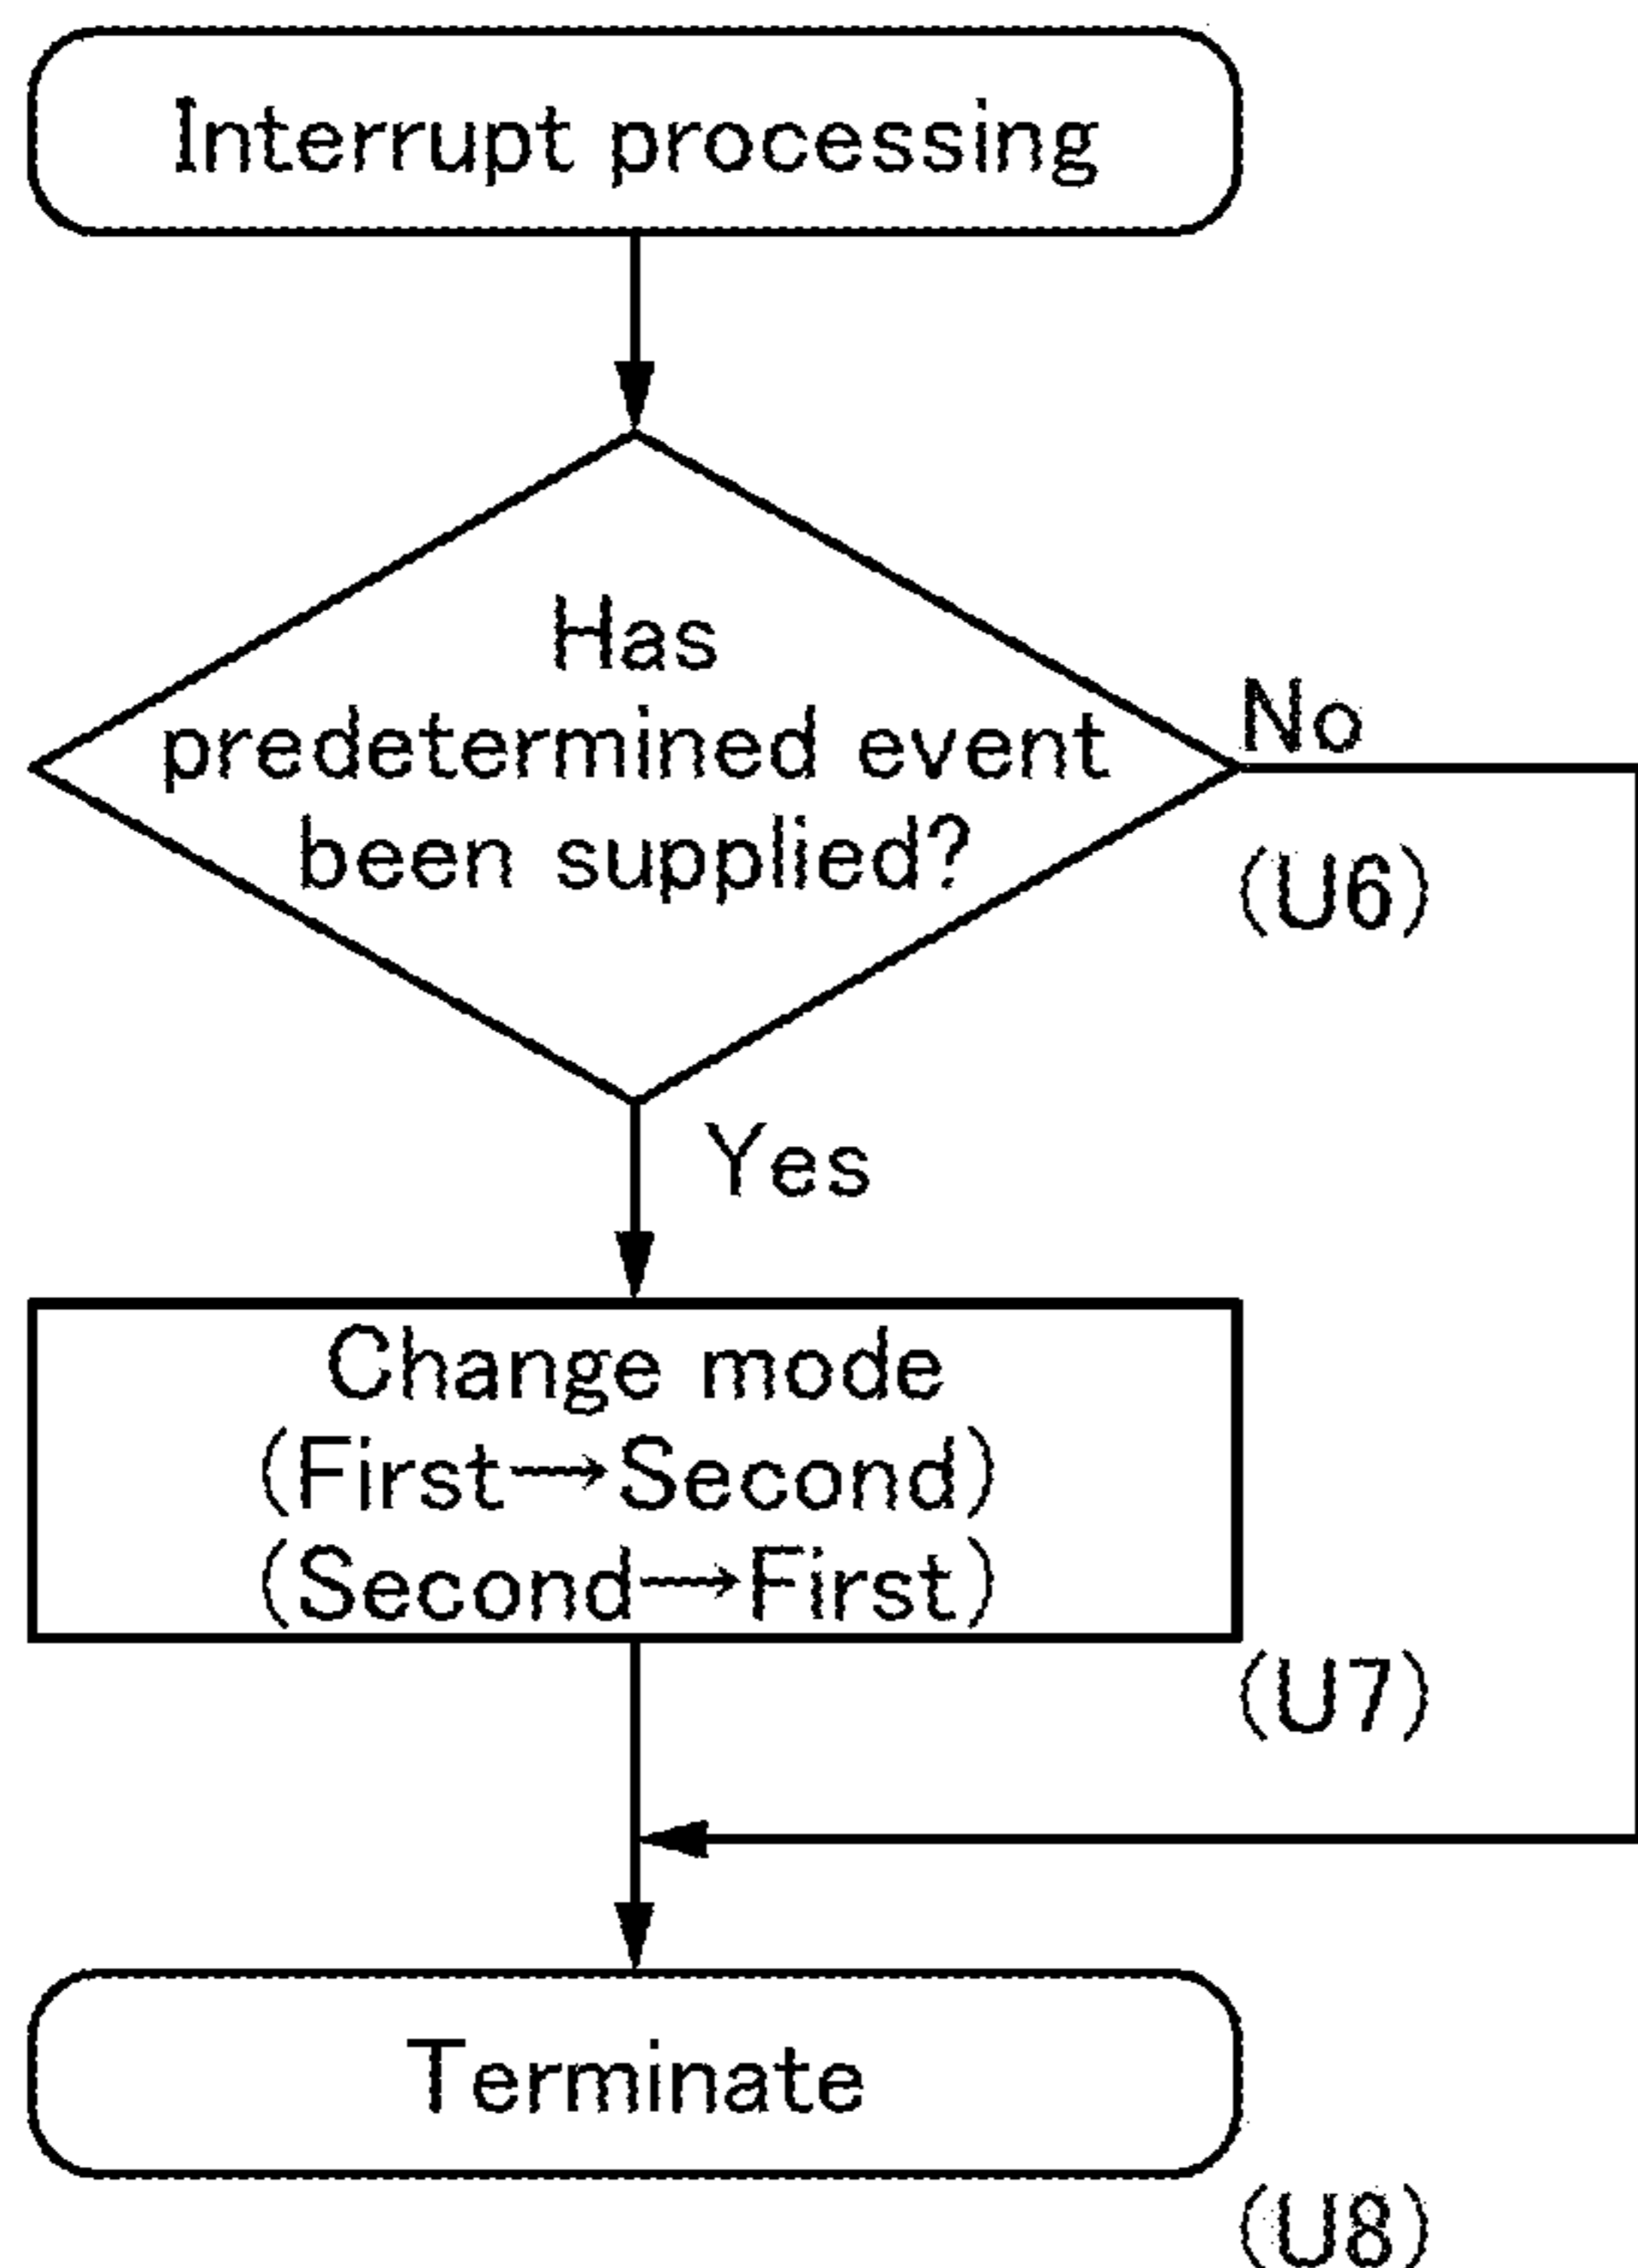 Interrupt processing
Has
predetermined event
been supplied?
No
(U6)
Yes
Change mode
(First→Second)
(Second→First)
(U7)
Terminate
(U8)